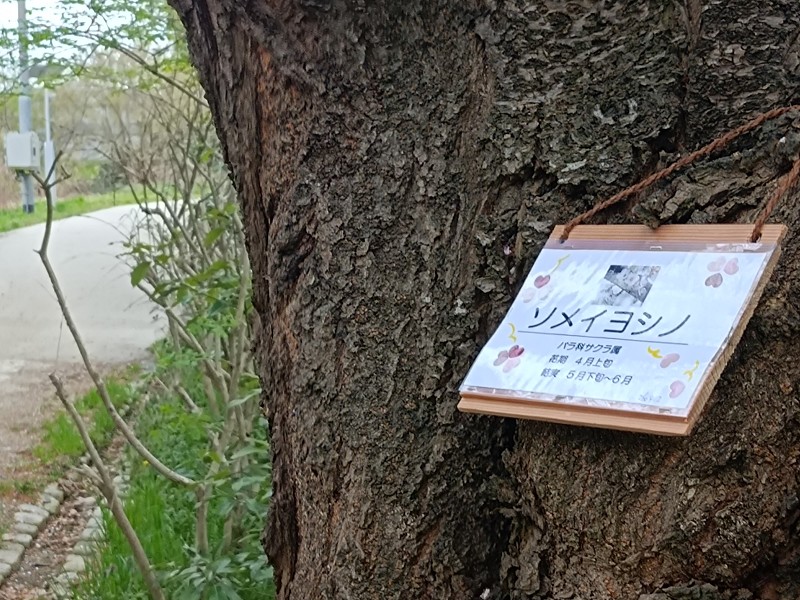 ソメイヨシノ
バラ科サクラ属
花期　４月上旬
結実　５月下旬〜６月